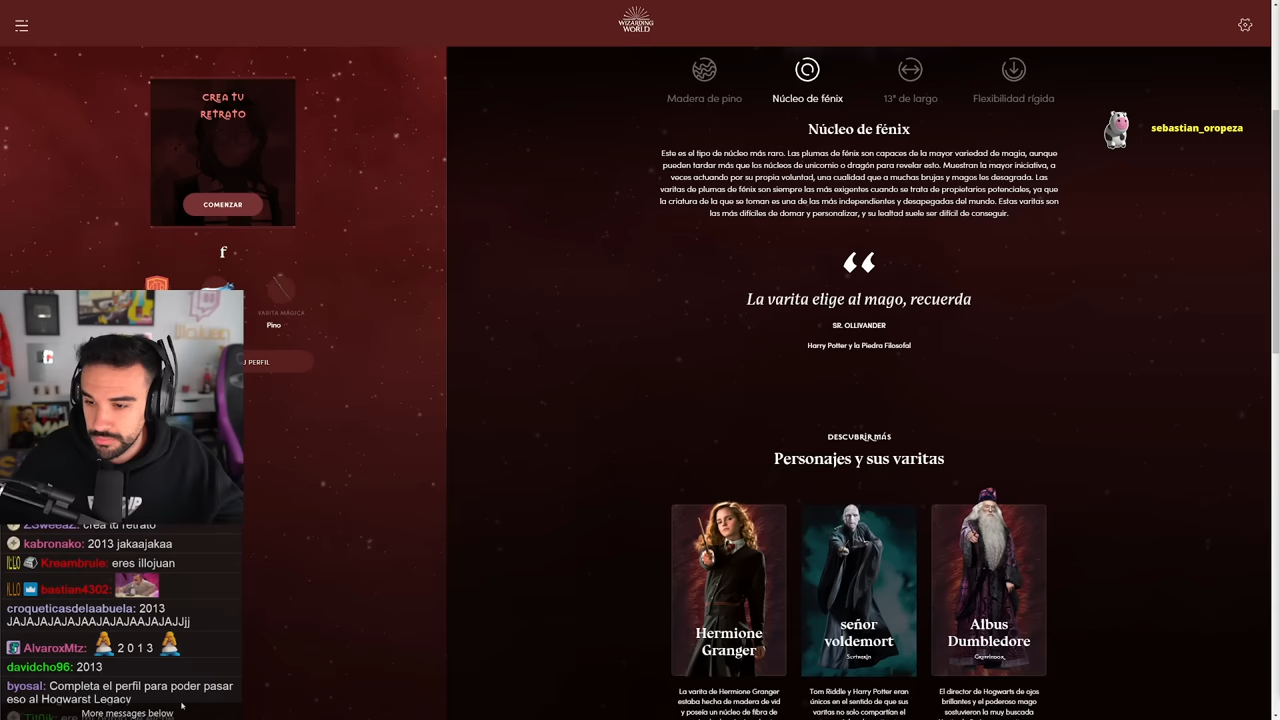 WIZARDING
WORLD
CREA TU
RETRATO
COMENZAR
f
VARITA MÁGICA
Pino
PERFIL
Madera de pino
Núcleo de fénix
13" de largo
Flexibilidad rígida
Núcleo de fénix
Este es el tipo de núcleo más raro. Las plumas de fénix son capaces de la mayor variedad de magia, aunque
pueden tardar más que los núcleos de unicornio o dragón para revelar esto. Muestran la mayor iniciativa, a
veces actuando por su propia voluntad, una cualidad que a muchas brujas y magos les desagrada. Las
varitas de plumas de fénix son siempre las más exigentes cuando se trata de propietarios potenciales, ya que
la criatura de la que se toman es una de las más independientes y desapegadas del mundo. Estas varitas son
las más difíciles de domar y personalizar, y su lealtad suele ser difícil de conseguir.
“
La varita elige al mago, recuerda
SR. OLLIVANDER
Harry Potter y la Piedra Filosofal
DESCUBRIR MÁS
Personajes y sus varitas
Hermione
Granger
señor
voldemort
Albus
Dumbledore
La varita de Hermione Granger
estaba hecha de madera de vid
y poseía un núcleo de fibra de
Tom Riddle y Harry Potter eran
únicos en el sentido de que sus
varitas no solo compartían el
El director de Hogwarts de ojos
brillantes y el poderoso mago
sostuvieron la muy buscada
sebastian_oropeza
illojuan
ZSweeaZ: crea tu retrato
kabronako: 2013 jakaajakaa
ILLO Kreambrule: eres illojuan
ILLO bastian4302:
croqueticasdelaabuela: 2013
JAJAJAJAJAJAAJAJAJAAJAJAJJjj
AlvaroxMtz: 2 0 1 3
davidcho96: 2013
byosal: Completa el perfil para poder pasar
eso al Hogwarst Legacy
More messages below